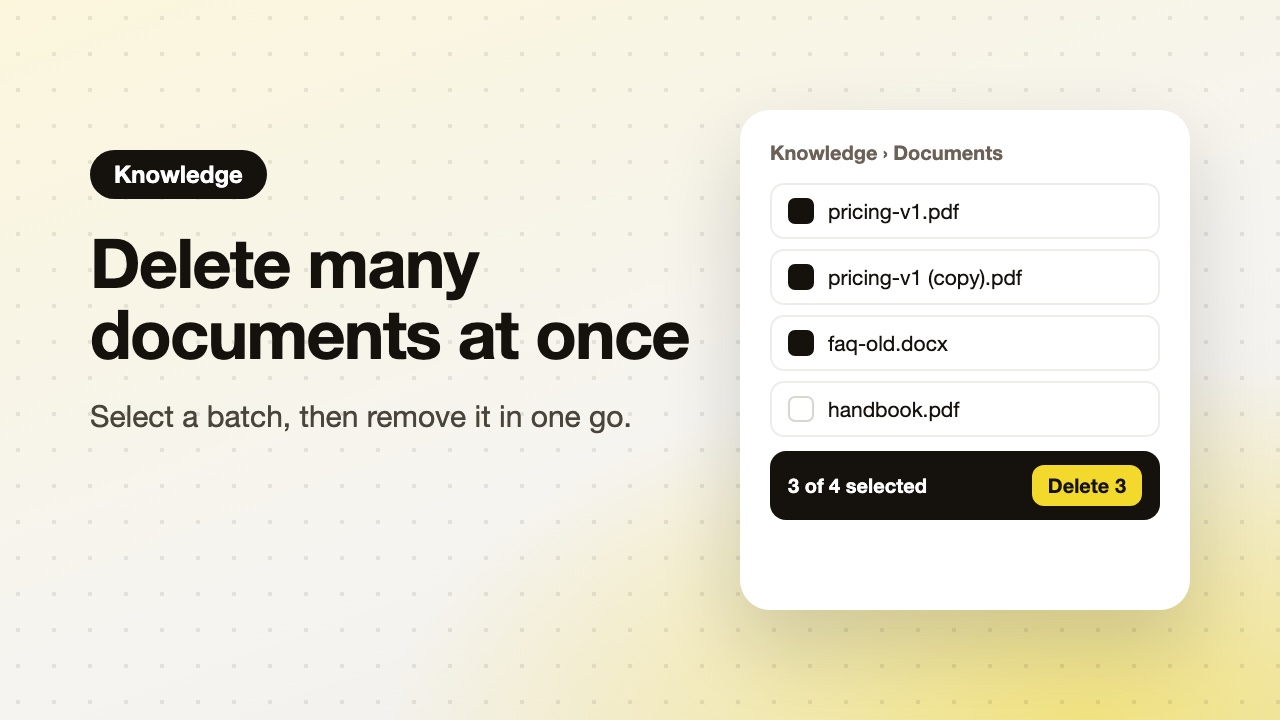 Knowledge
Delete many
documents at once
Select a batch, then remove it in one go.
Knowledge › Documents
pricing-v1.pdf
pricing-v1 (copy).pdf
faq-old.docx
handbook.pdf
3 of 4 selected
Delete 3